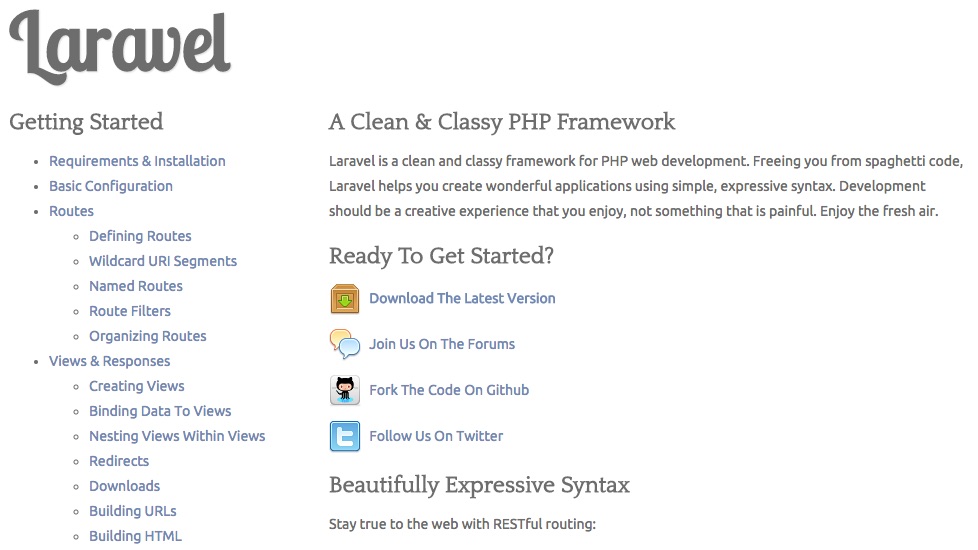 Laravel
Getting Started
Requirements & Installation
Basic Configuration
Routes
Defining Routes
Wildcard URI Segments
Named Routes
Route Filters
Organizing Routes
Views & Responses
Creating Views
Binding Data To Views
Nesting Views Within Views
Redirects
Downloads
Building URLs
Building HTML
A Clean & Classy PHP Framework
Laravel is a clean and classy framework for PHP web development. Freeing you from spaghetti code,
Laravel helps you create wonderful applications using simple, expressive syntax. Development
should be a creative experience that you enjoy, not something that is painful. Enjoy the fresh air.
Ready To Get Started?
Download The Latest Version
Join Us On The Forums
Fork The Code On Github
Follow Us On Twitter
Beautifully Expressive Syntax
Stay true to the web with RESTful routing: